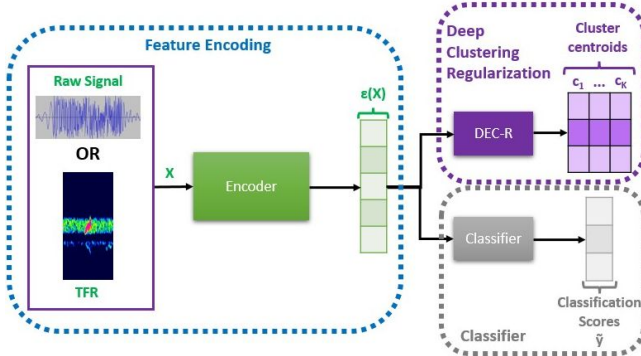 Feature Encoding
Raw Signal
OR
TFR
X
Encoder
ε(X)
Deep
Clustering
Regularization
Cluster
centroids
c1 ... cK
DEC-R
Classifier
Classification
Scores
ỹ
Classifier